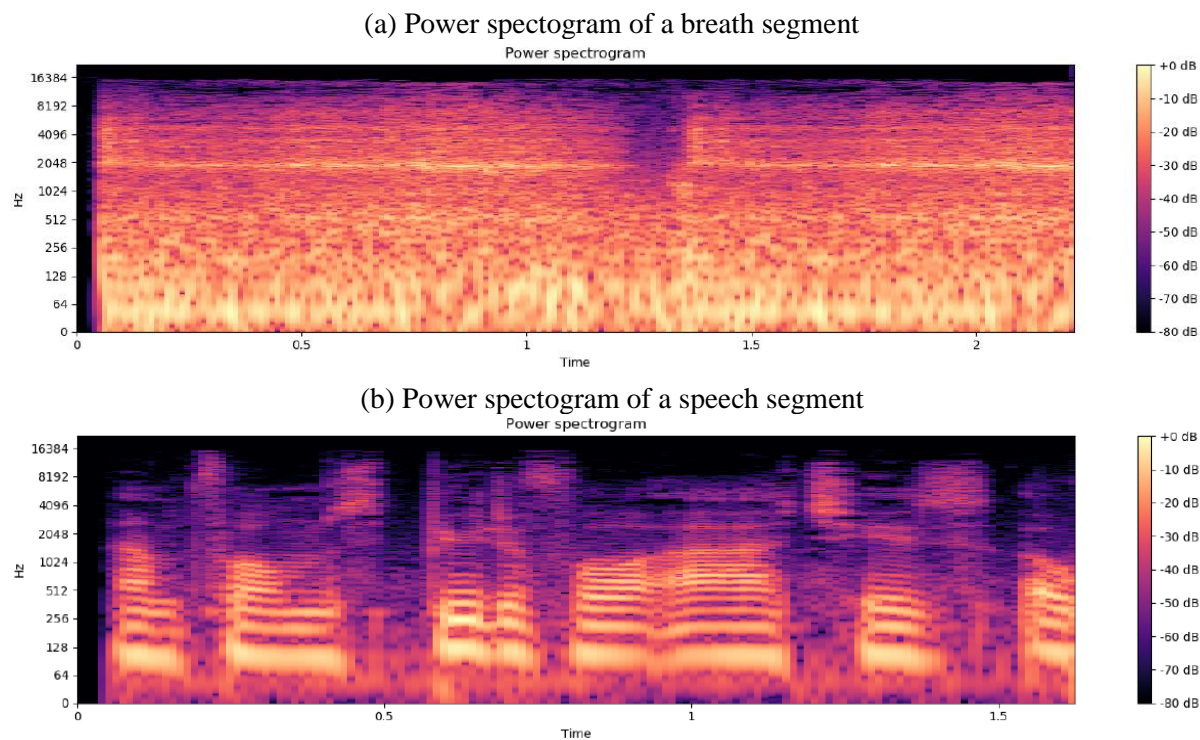 (a) Power spectogram of a breath segment
Power spectrogram
16384
8192
4096
2048
1024
512
256
128
64
0
Hz
0 0.5 1 1.5 2
Time
+0 dB
-10 dB
-20 dB
-30 dB
-40 dB
-50 dB
-60 dB
-70 dB
-80 dB
(b) Power spectogram of a speech segment
Power spectrogram
16384
8192
4096
2048
1024
512
256
128
64
0
Hz
0 0.5 1 1.5
Time
+0 dB
-10 dB
-20 dB
-30 dB
-40 dB
-50 dB
-60 dB
-70 dB
-80 dB